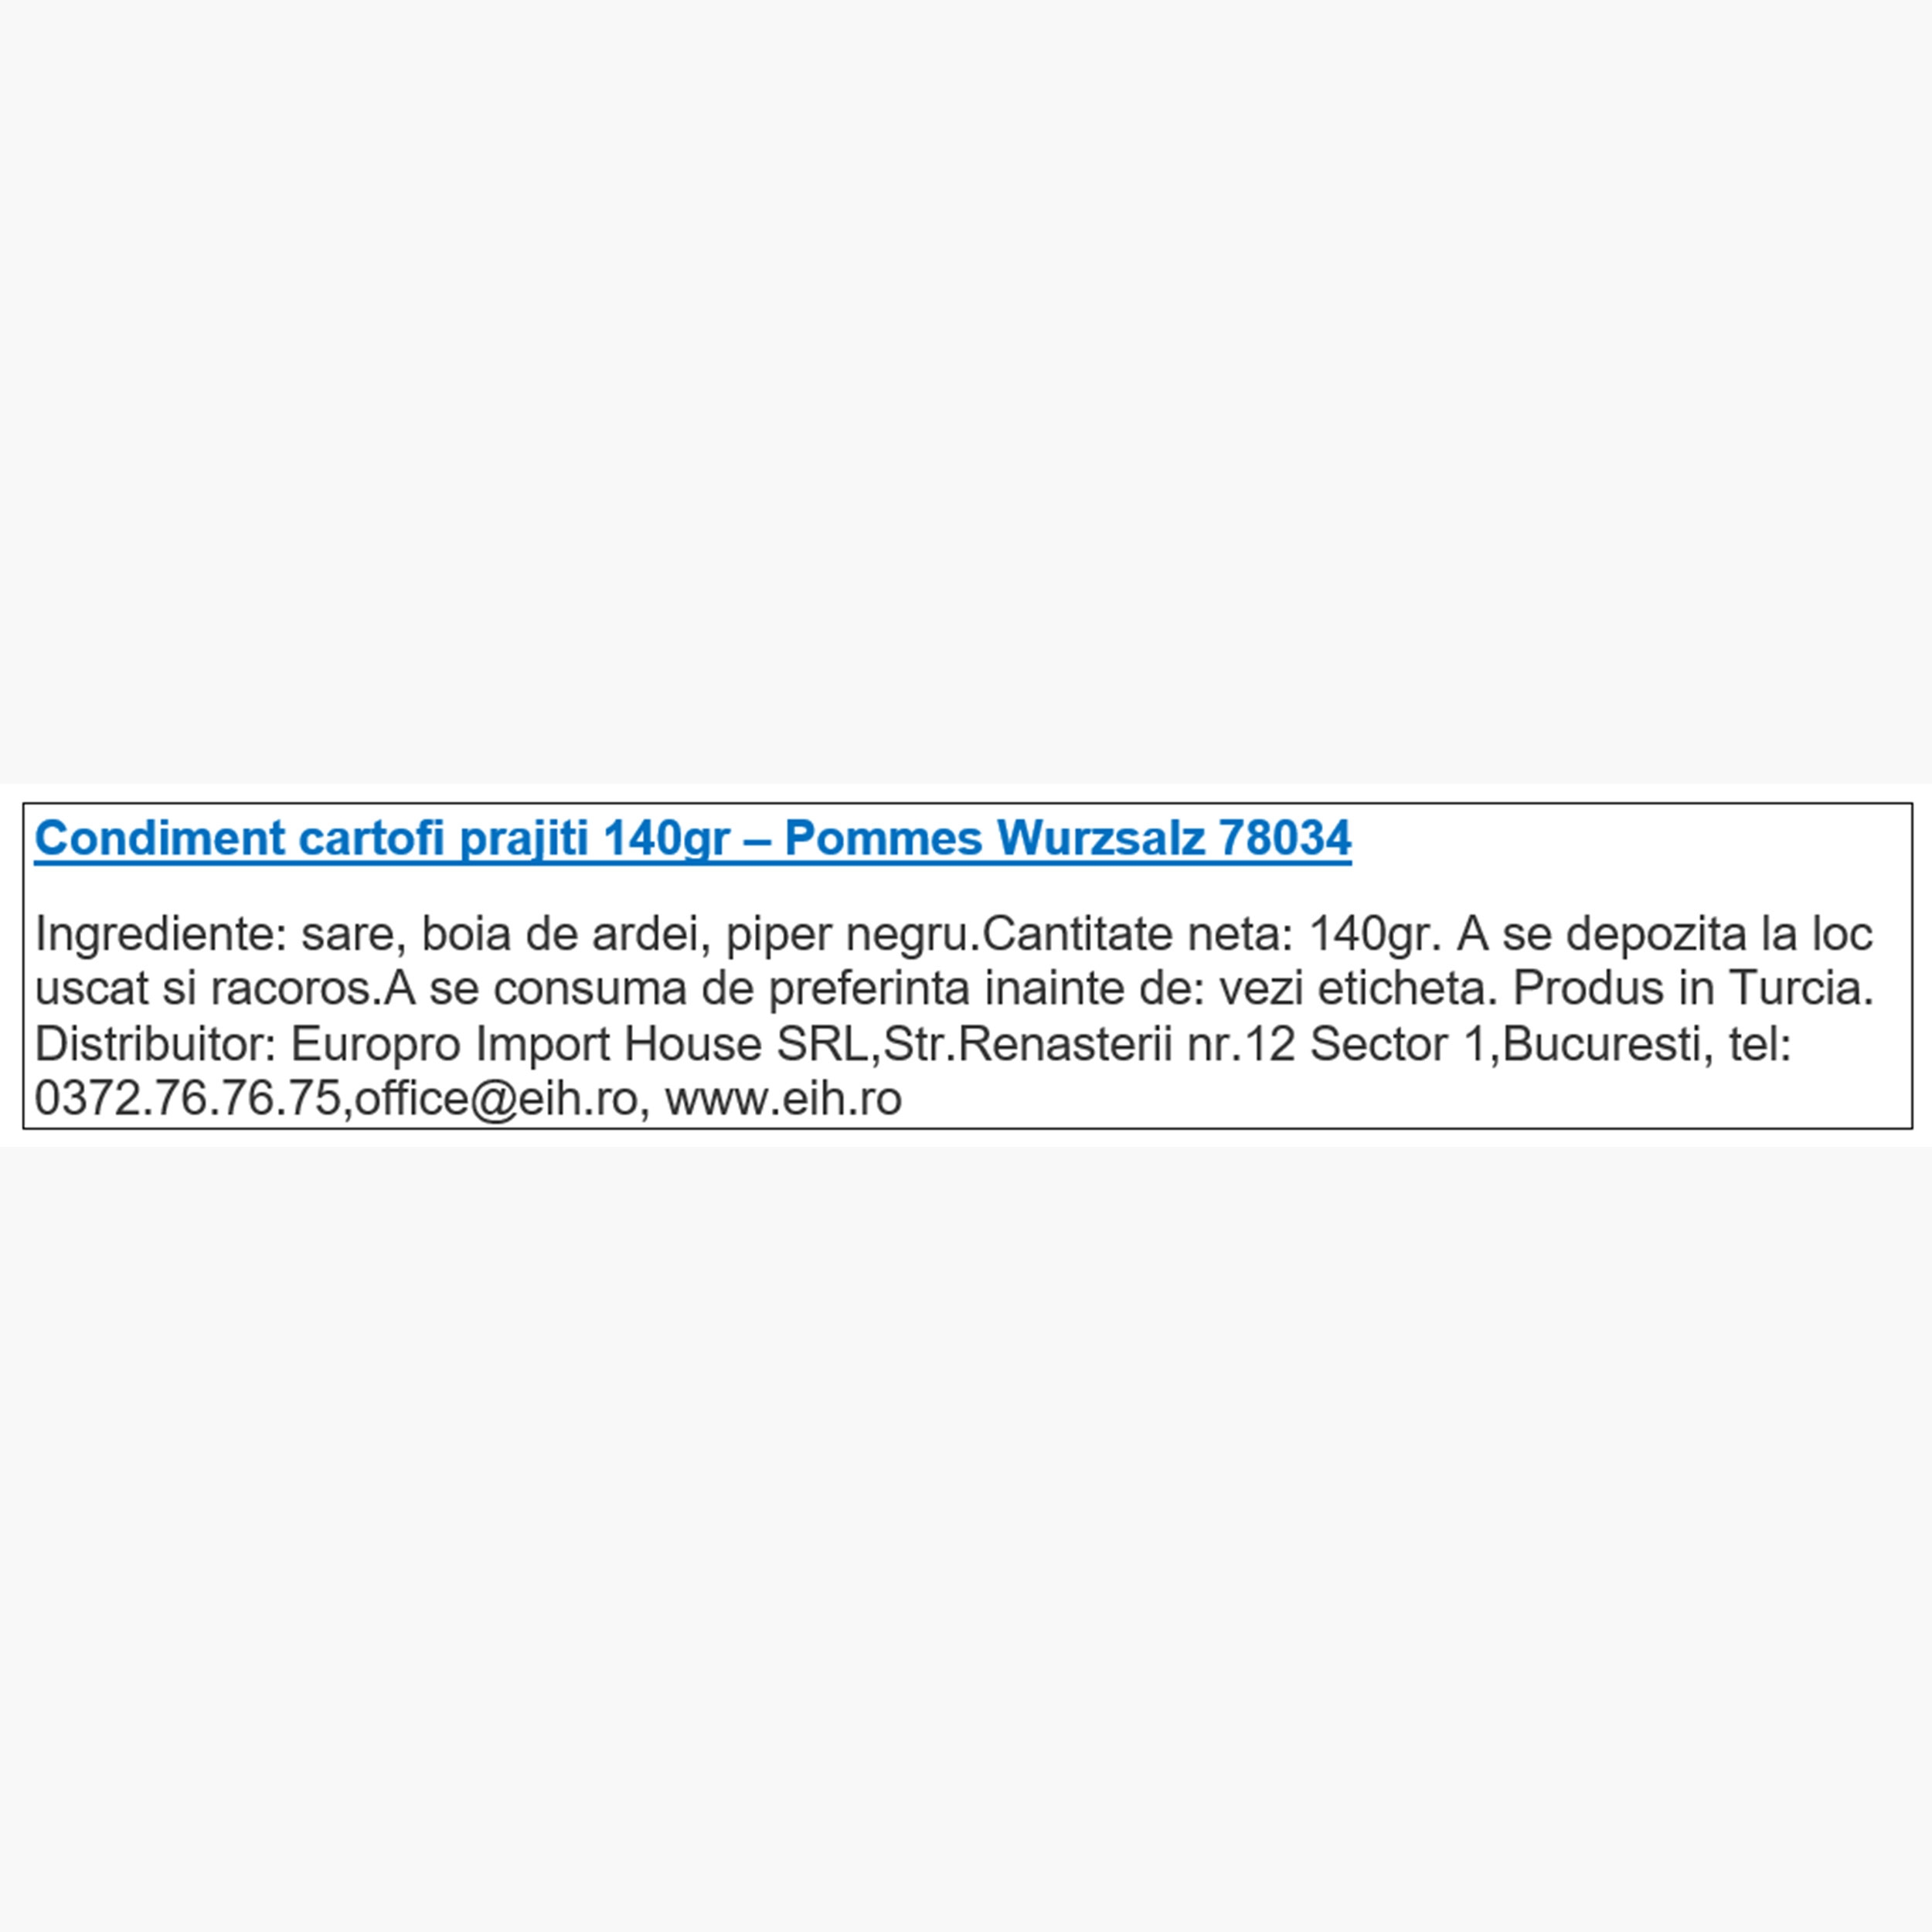 Condiment cartofi prajiti 140gr – Pommes Wurzsalz 78034
Ingrediente: sare, boia de ardei, piper negru.Cantitate neta: 140gr. A se depozita la loc
uscat si racoros.A se consuma de preferinta inainte de: vezi eticheta. Produs in Turcia.
Distribuitor: Europro Import House SRL,Str.Renasterii nr.12 Sector 1,Bucuresti, tel:
0372.76.76.75,office@eih.ro, www.eih.ro